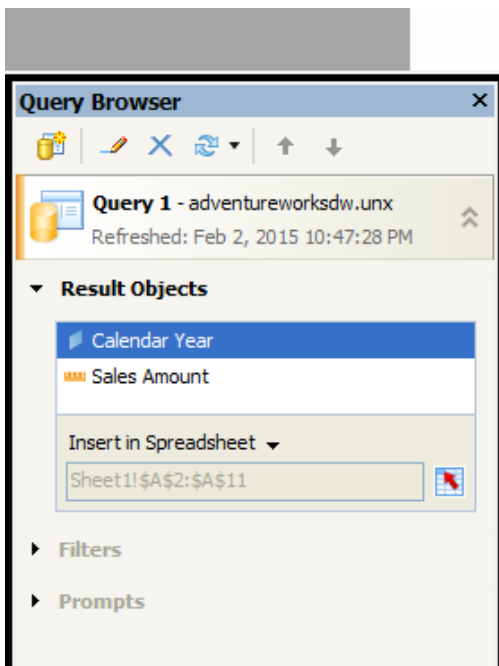 Query Browser
Query 1 - adventureworksdw.unx
Refreshed: Feb 2, 2015 10:47:28 PM
Result Objects
Calendar Year
Sales Amount
Insert in Spreadsheet
Sheet1!$A$2:$A$11
Filters
Prompts